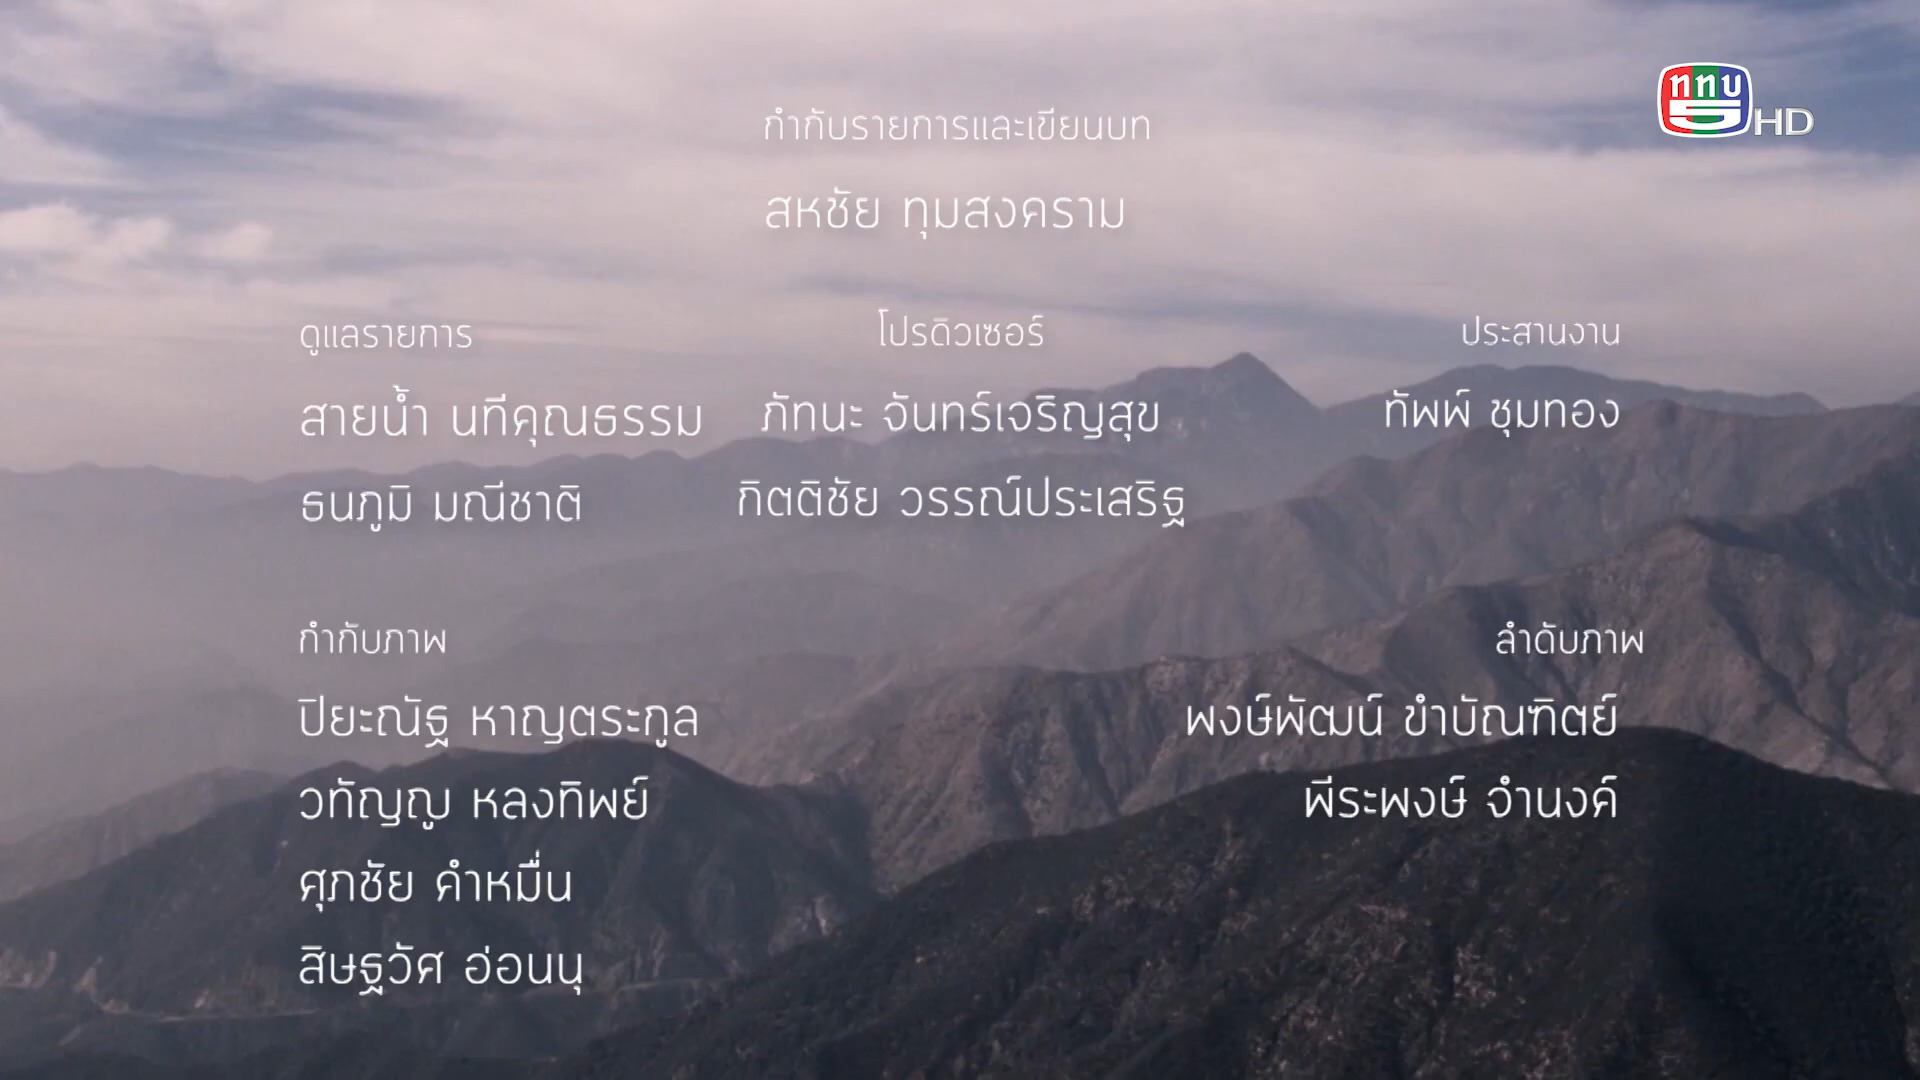 ททบ
5 HD
กำกับรายการและเขียนบท
สหชัย ทุมสงคราม
ดูแลรายการ
สายน้ำ นทีคุณธรรม
ธนภูมิ มณีชาติ
โปรดิวเซอร์
ภัทนะ จันทร์เจริญสุข
กิตติชัย วรรณ์ประเสริฐ
ประสานงาน
ทัพพ์ ชุมทอง
กำกับภาพ
ปิยะณัฐ หาญตระกูล
วทัญญู หลงทิพย์
ศุภชัย คำหมื่น
สิษฐวัศ อ่อนนุ
ลำดับภาพ
พงษ์พัฒน์ ขำบัณฑิตย์
พีระพงษ์ จำนงค์